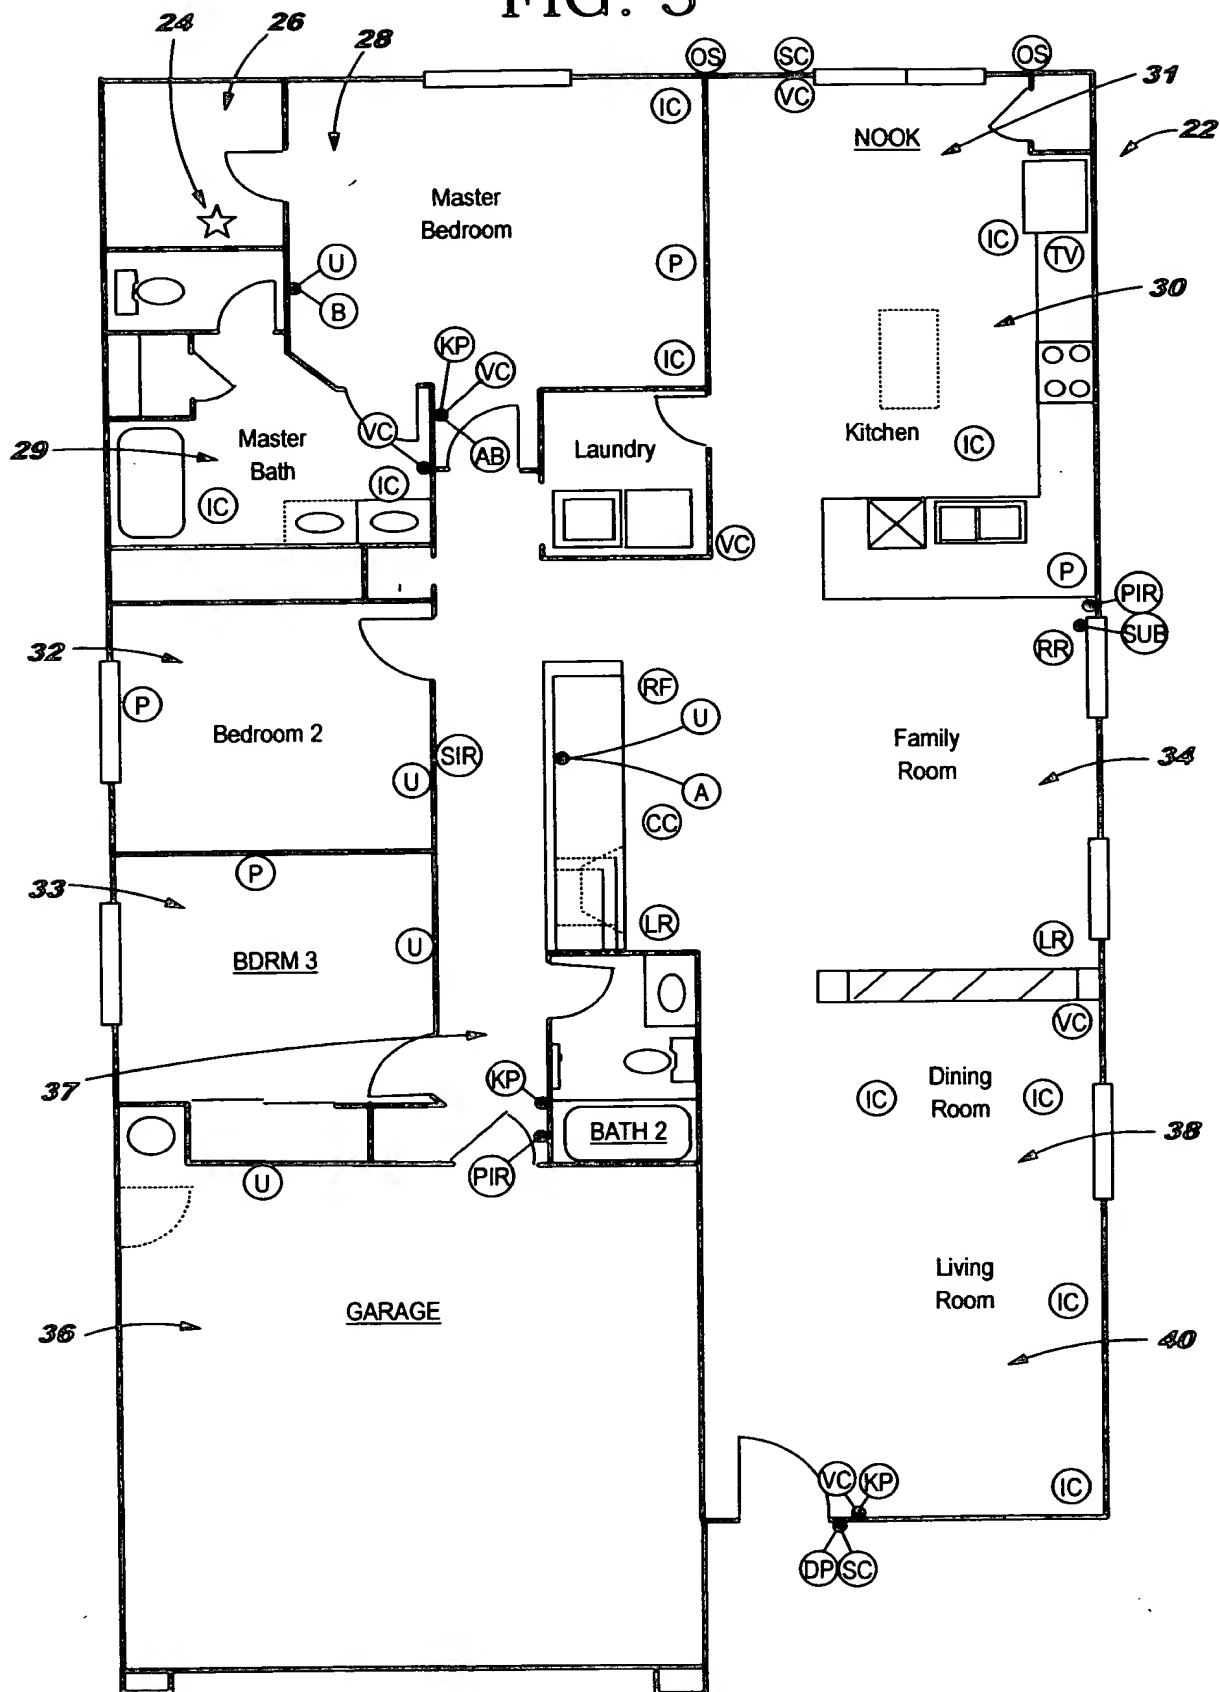 FIG. 3
24
26
28
OS
SC
VC
OS
31
22
IC
NOOK
Master
Bedroom
IC
TV
U
P
B
30
KP
VC
IC
29
Master
Bath
VC
AB
Laundry
Kitchen
IC
IC
IC
VC
P
PIR
SUB
RR
32
P
Bedroom 2
SIR
U
RF
U
A
CC
Family
Room
34
33
P
BDRM 3
U
LR
LR
VC
37
KP
PIR
BATH 2
Dining
Room
IC
IC
38
U
36
GARAGE
Living
Room
IC
40
VC
KP
IC
DP
SC